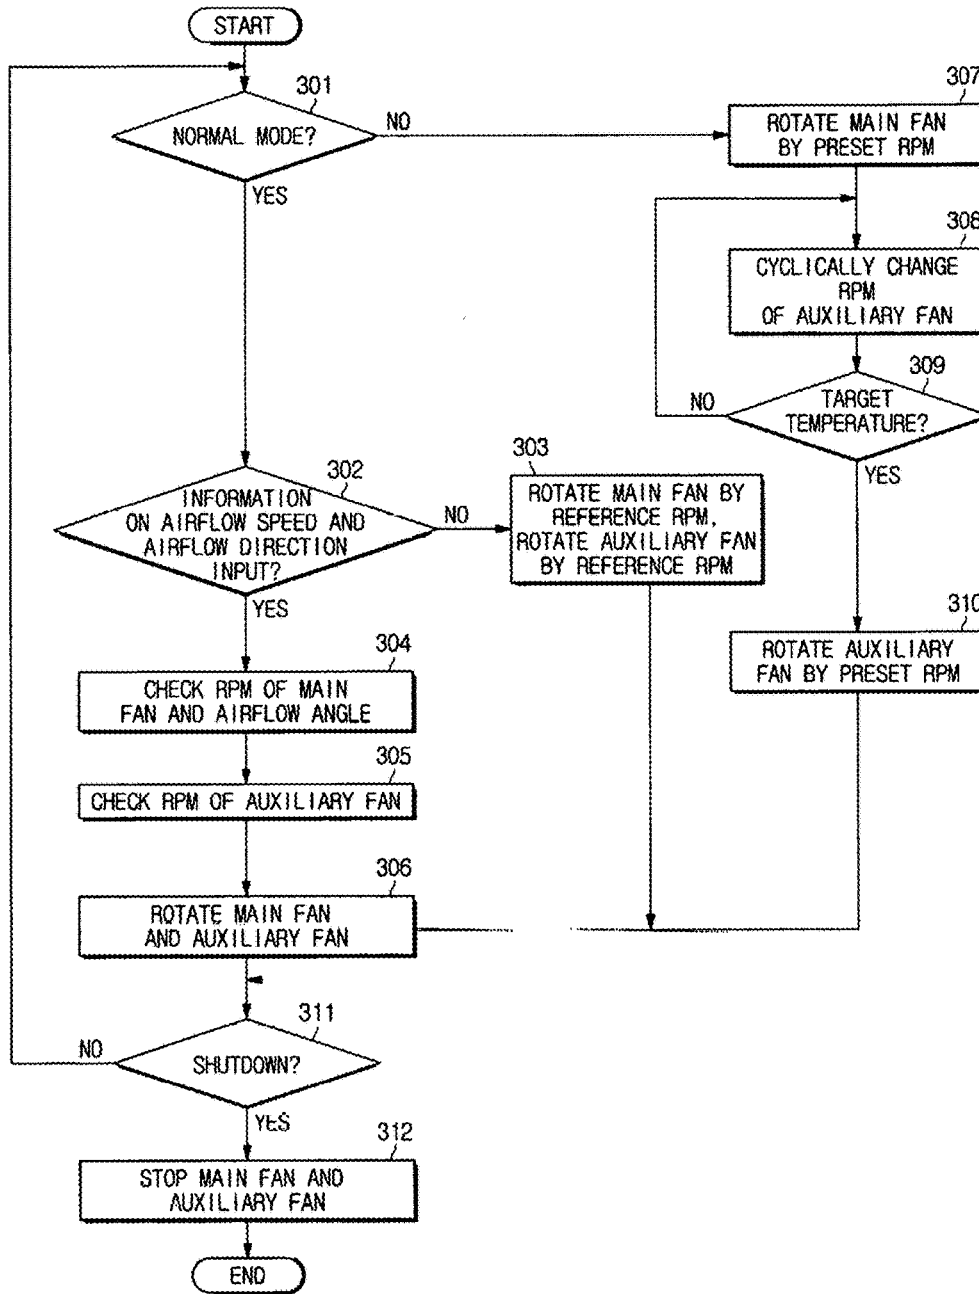 START
301
NORMAL MODE?
NO
YES
307
ROTATE MAIN FAN
BY PRESET RPM
308
CYCLICALLY CHANGE
RPM
OF AUXILIARY FAN
309
TARGET
TEMPERATURE?
NO
YES
302
INFORMATION
ON AIRFLOW SPEED AND
AIRFLOW DIRECTION
INPUT?
NO
YES
303
ROTATE MAIN FAN BY
REFERENCE RPM,
ROTATE AUXILIARY FAN
BY REFERENCE RPM
310
ROTATE AUXILIARY
FAN BY PRESET RPM
304
CHECK RPM OF MAIN
FAN AND AIRFLOW ANGLE
305
CHECK RPM OF AUXILIARY FAN
306
ROTATE MAIN FAN
AND AUXILIARY FAN
311
SHUTDOWN?
NO
YES
312
STOP MAIN FAN AND
AUXILIARY FAN
END